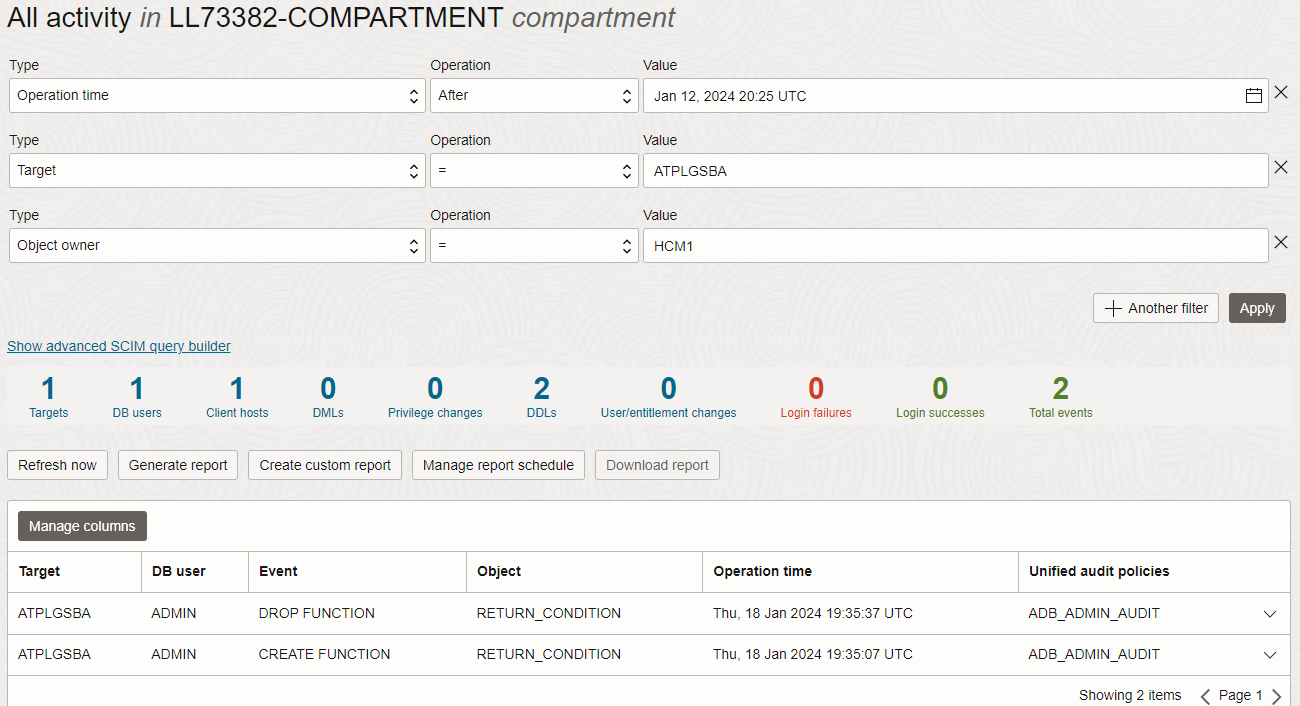 All activity in LL73382-COMPARTMENT compartment
Type Operation Value
Operation time After Jan 12, 2024 20:25 UTC
Type Operation Value
Target = ATPLGSBA
Type Operation Value
Object owner = HCM1
Another filter Apply
Show advanced SCIM query builder
1 1 1 0 0 2 0 0 0 2
Targets DB users Client hosts DMLs Privilege changes DDLs User/entitlement changes Login failures Login successes Total events
Refresh now Generate report Create custom report Manage report schedule Download report
Manage columns
Target DB user Event Object Operation time Unified audit policies
ATPLGSBA ADMIN DROP FUNCTION RETURN_CONDITION Thu, 18 Jan 2024 19:35:37 UTC ADB_ADMIN_AUDIT
ATPLGSBA ADMIN CREATE FUNCTION RETURN_CONDITION Thu, 18 Jan 2024 19:35:07 UTC ADB_ADMIN_AUDIT
Showing 2 items Page 1